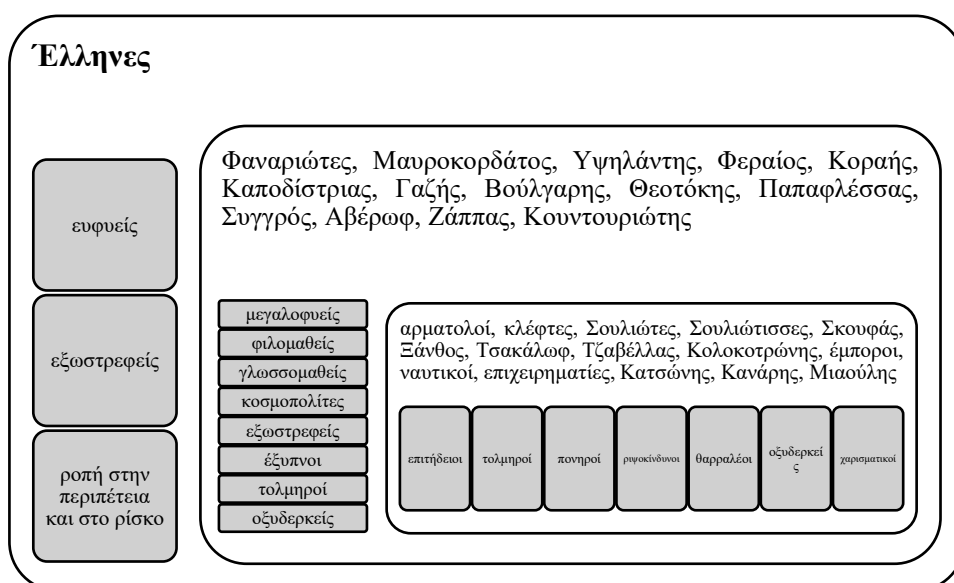 Έλληνες
ευφυείς
εξωστρεφείς
ροπή στην
περιπέτεια
και στο ρίσκο
Φαναριώτες, Μαυροκορδάτος, Υψηλάντης, Φεραίος, Κοραής,
Καποδίστριας, Γαζής, Βούλγαρης, Θεοτόκης, Παπαφλέσσας,
Συγγρός, Αβέρωφ, Ζάππας, Κουντουριώτης
μεγαλοφυείς
φιλομαθείς
γλωσσομαθείς
κοσμοπολίτες
εξωστρεφείς
έξυπνοι
τολμηροί
οξυδερκείς
αρματολοί, κλέφτες, Σουλιώτες, Σουλιώτισσες, Σκουφάς,
Ξάνθος, Τσακάλωφ, Τζαβέλλας, Κολοκοτρώνης, έμποροι,
ναυτικοί, επιχειρηματίες, Κατσώνης, Κανάρης, Μιαούλης
επιτήδειοι
τολμηροί
πονηροί
ριψοκίνδυνοι
θαρραλέοι
οξυδερκεί
ς
χαρισματικοί